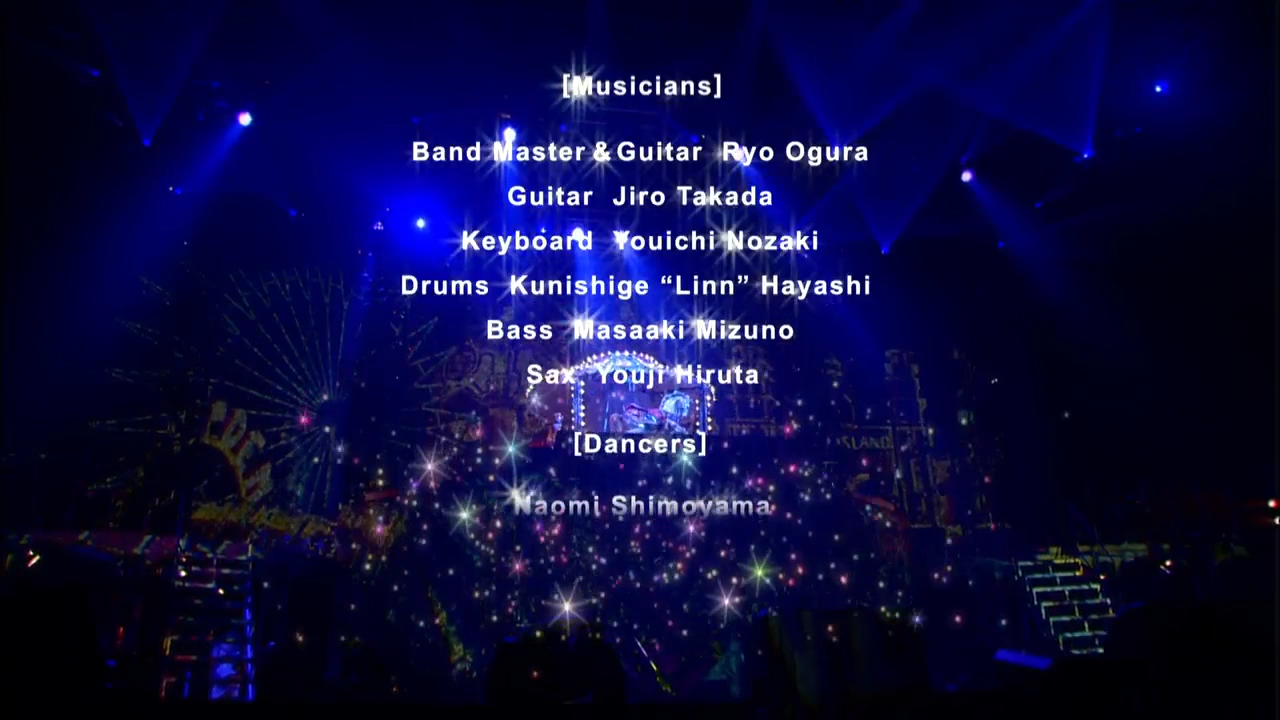 [Musicians]
Band Master & Guitar Ryo Ogura
Guitar Jiro Takada
Keyboard Youichi Nozaki
Drums Kunishige “Linn” Hayashi
Bass Masaaki Mizuno
Sax Youji Hiruta
ISLAND
[Dancers]
Naomi Shimoyama